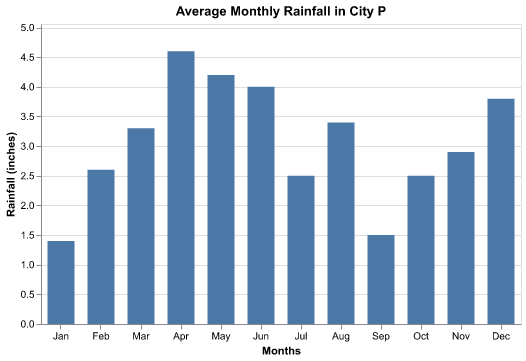 Average Monthly Rainfall in City P
5.0
4.5
4.0
3.5
3.0
2.5
2.0
1.5
1.0
0.5
0.0
Rainfall (inches)
Jan Feb Mar Apr May Jun Jul Aug Sep Oct Nov Dec
Months